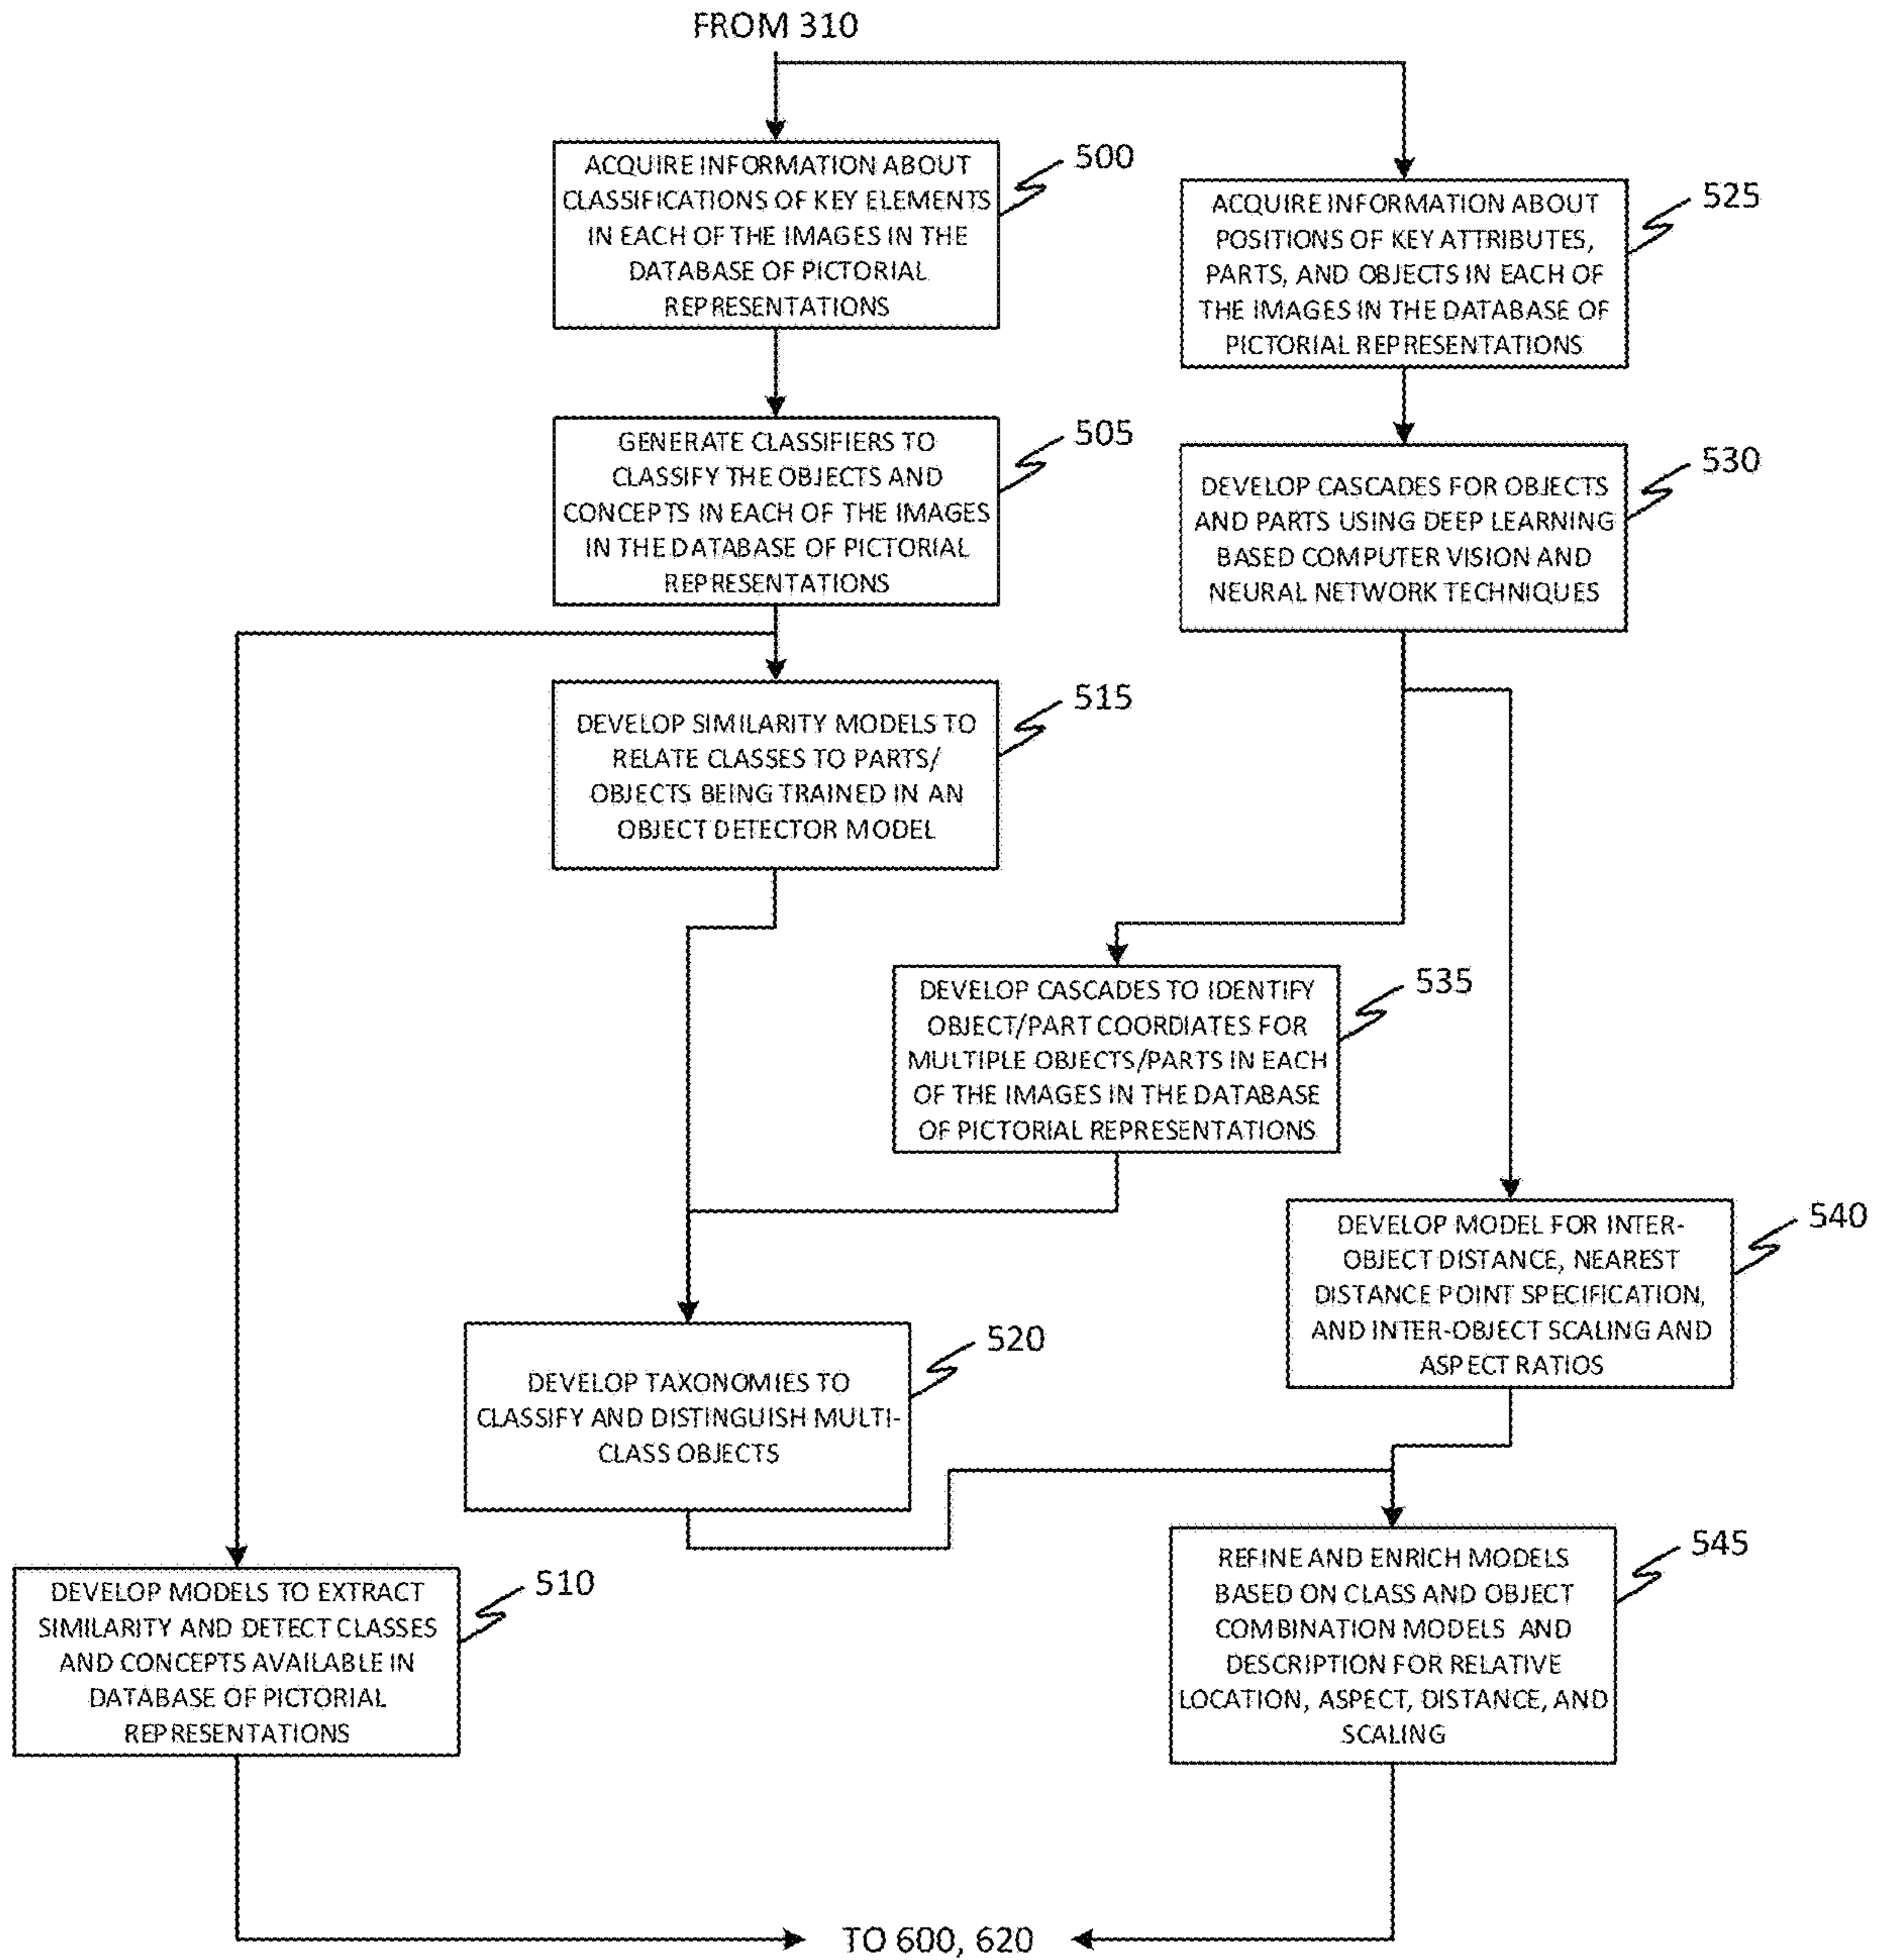 FROM 310
ACQUIRE INFORMATION ABOUT
CLASSIFICATIONS OF KEY ELEMENTS
IN EACH OF THE IMAGES IN THE
DATABASE OF PICTORIAL
REPRESENTATIONS
500
ACQUIRE INFORMATION ABOUT
POSITIONS OF KEY ATTRIBUTES,
PARTS, AND OBJECTS IN EACH OF
THE IMAGES IN THE DATABASE OF
PICTORIAL REPRESENTATIONS
525
GENERATE CLASSIFIERS TO
CLASSIFY THE OBJECTS AND
CONCEPTS IN EACH OF THE IMAGES
IN THE DATABASE OF PICTORIAL
REPRESENTATIONS
505
DEVELOP CASCADES FOR OBJECTS
AND PARTS USING DEEP LEARNING
BASED COMPUTER VISION AND
NEURAL NETWORK TECHNIQUES
530
DEVELOP SIMILARITY MODELS TO
RELATE CLASSES TO PARTS/
OBJECTS BEING TRAINED IN AN
OBJECT DETECTOR MODEL
515
DEVELOP CASCADES TO IDENTIFY
OBJECT/PART COORDIATES FOR
MULTIPLE OBJECTS/PARTS IN EACH
OF THE IMAGES IN THE DATABASE
OF PICTORIAL REPRESENTATIONS
535
DEVELOP MODEL FOR INTER-
OBJECT DISTANCE, NEAREST
DISTANCE POINT SPECIFICATION,
AND INTER-OBJECT SCALING AND
ASPECT RATIOS
540
DEVELOP TAXONOMIES TO
CLASSIFY AND DISTINGUISH MULTI-
CLASS OBJECTS
520
REFINE AND ENRICH MODELS
BASED ON CLASS AND OBJECT
COMBINATION MODELS AND
DESCRIPTION FOR RELATIVE
LOCATION, ASPECT, DISTANCE, AND
SCALING
545
DEVELOP MODELS TO EXTRACT
SIMILARITY AND DETECT CLASSES
AND CONCEPTS AVAILABLE IN
DATABASE OF PICTORIAL
REPRESENTATIONS
510
TO 600, 620